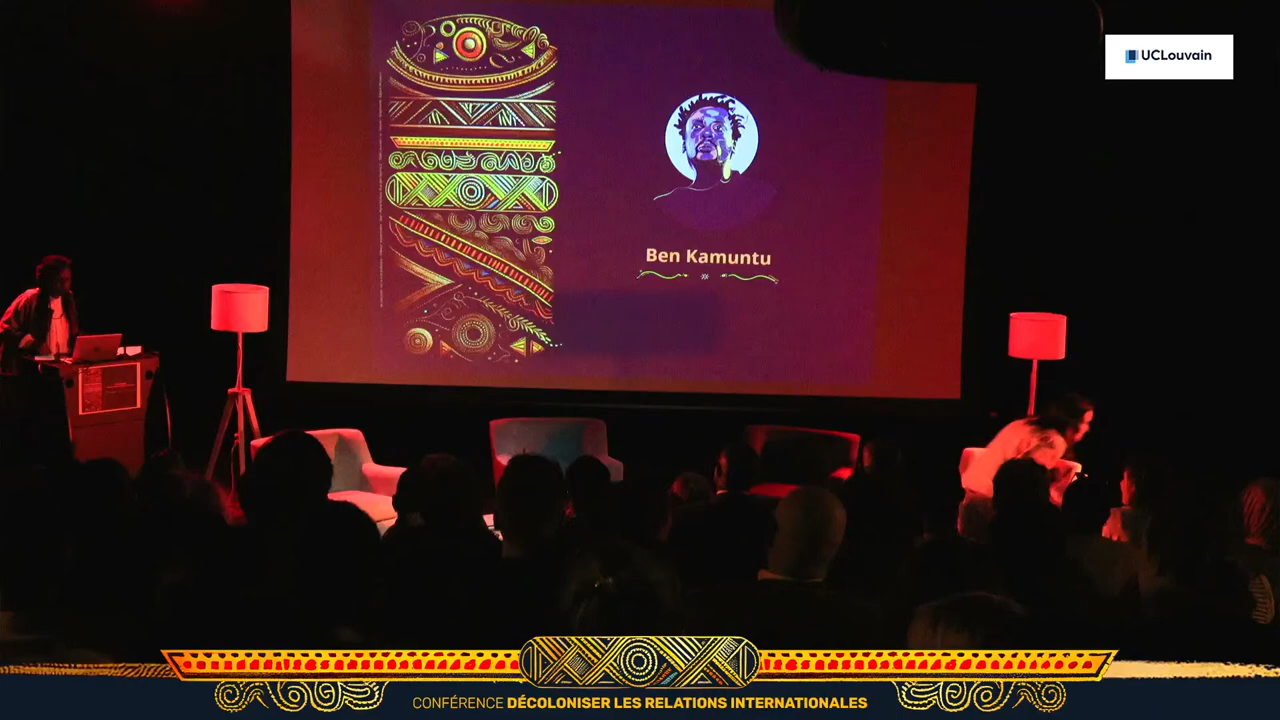 UCLouvain
Ben Kamuntu
CONFÉRENCE DÉCOLONISER LES RELATIONS INTERNATIONALES